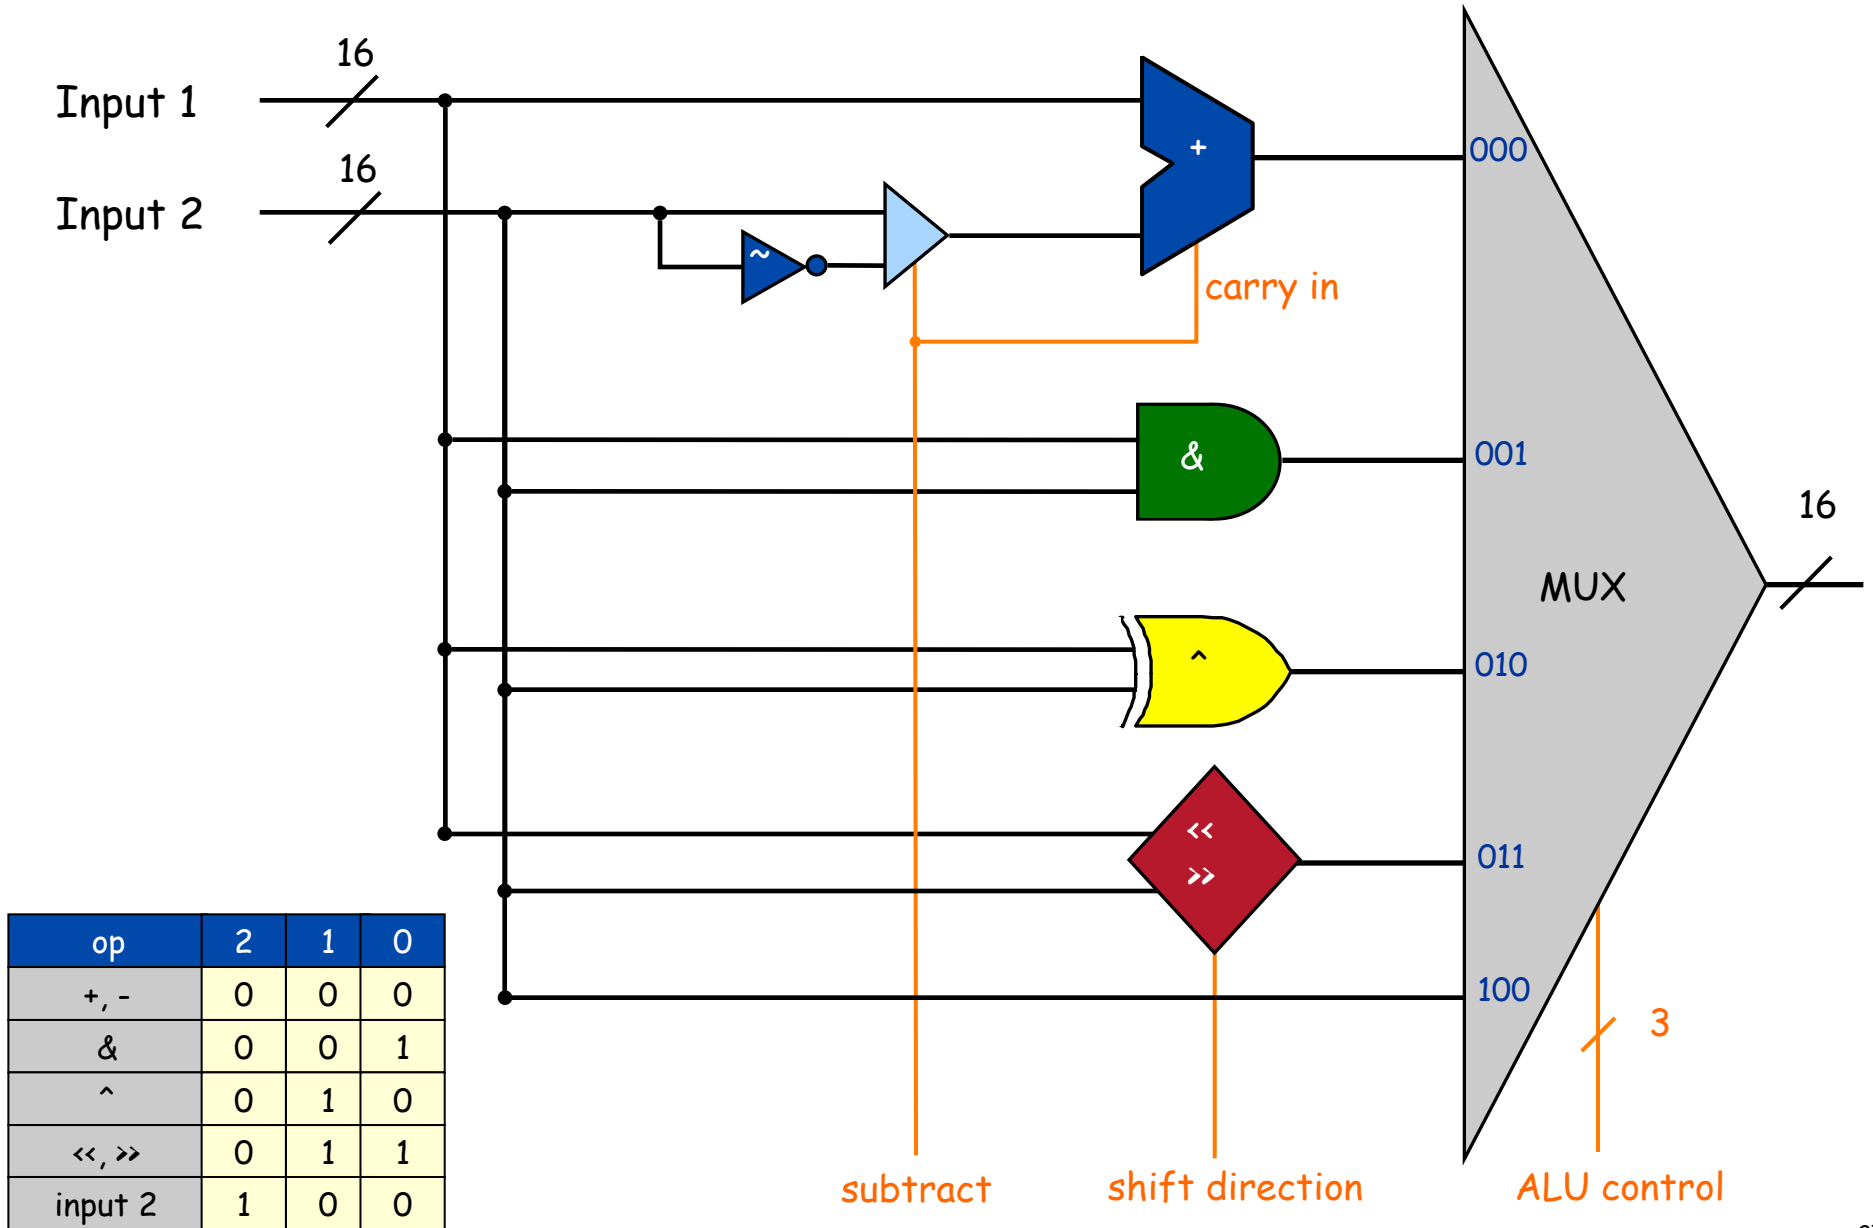 16
Input 1
16
Input 2
+
000
~
carry in
&
001
16
MUX
^
010
<<
>>
011
100
3
op 2 1 0
+, - 0 0 0
& 0 0 1
^ 0 1 0
<<, >> 0 1 1
input 2 1 0 0
subtract
shift direction
ALU control